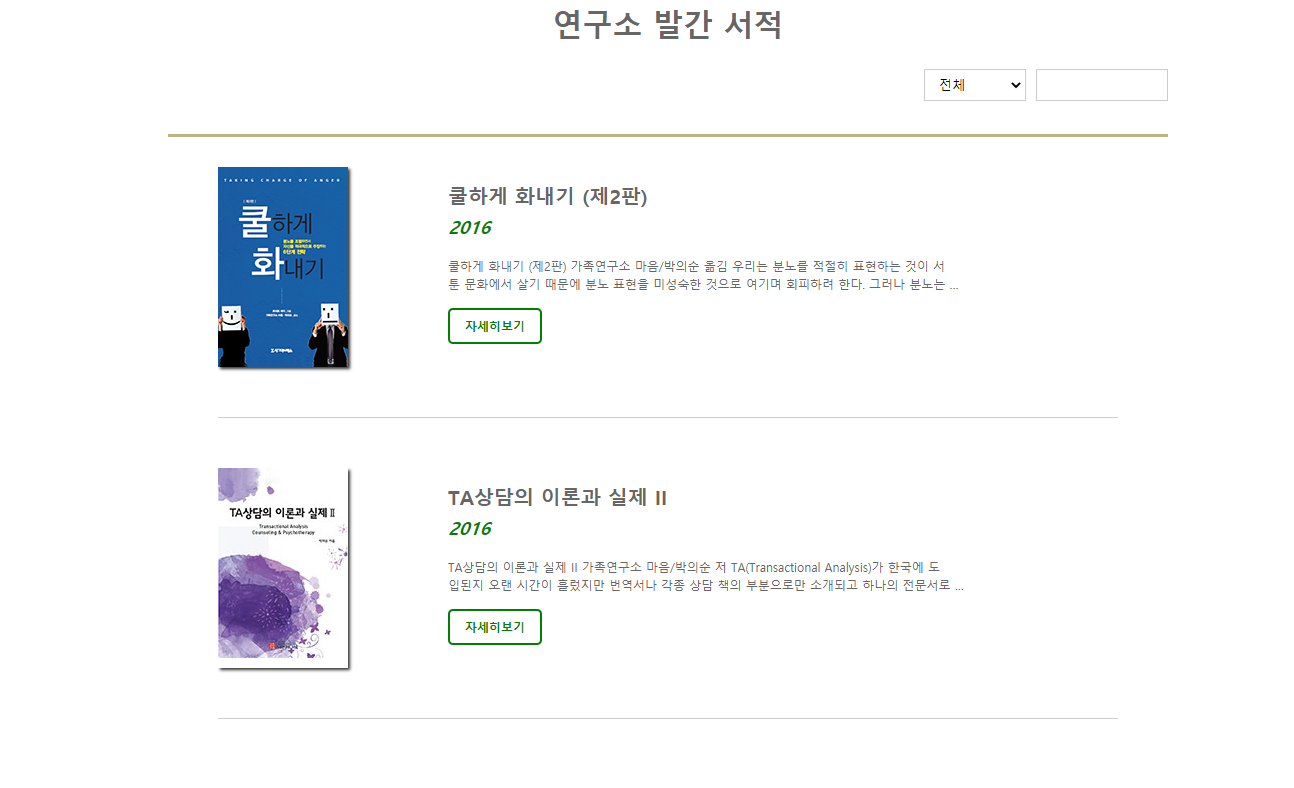 연구소 발간 서적
전체
TAKING CHARGE OF ANGER
쿨하게
화내기
쿨하게 화내기 (제2판)
2016
쿨하게 화내기 (제2판) 가족연구소 마음/박의순 옮김 우리는 분노를 적절히 표현하는 것이 서
툰 문화에서 살기 때문에 분노 표현을 미성숙한 것으로 여기며 회피하려 한다. 그러나 분노는 ...
자세히보기
TA상담의 이론과 실제 II
Transactional Analysis
Counseling & Psychotherapy
TA상담의 이론과 실제 II
2016
TA상담의 이론과 실제 II 가족연구소 마음/박의순 저 TA(Transactional Analysis)가 한국에 도
입된지 오랜 시간이 흘렀지만 번역서나 각종 상담 책의 부분으로만 소개되고 하나의 전문서로 ...
자세히보기